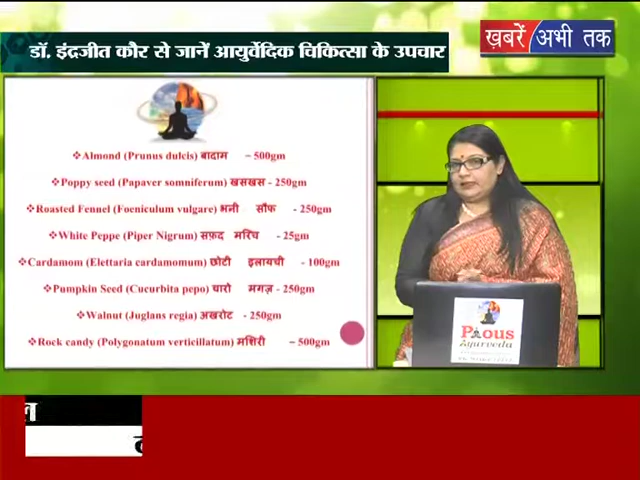 डॉ. इंद्रजीत कौर से जानें आयुर्वेदिक चिकित्सा के उपचार
ख़बरें अभी तक
❖Almond (Prunus dulcis) बादाम – 500gm
❖Poppy seed (Papaver somniferum) खसखस - 250gm
❖Roasted Fennel (Foeniculum vulgare) भनी सौंफ - 250gm
❖White Peppe (Piper Nigrum) सफ़द मरिच - 25gm
❖Cardamom (Elettaria cardamomum) छोटी इलायची - 100gm
❖Pumpkin Seed (Cucurbita pepo) चारो मगज़ - 250gm
❖Walnut (Juglans regia) अखरोट - 250gm
❖Rock candy (Polygonatum verticillatum) मशिरी – 500gm
Pious
Ayurveda